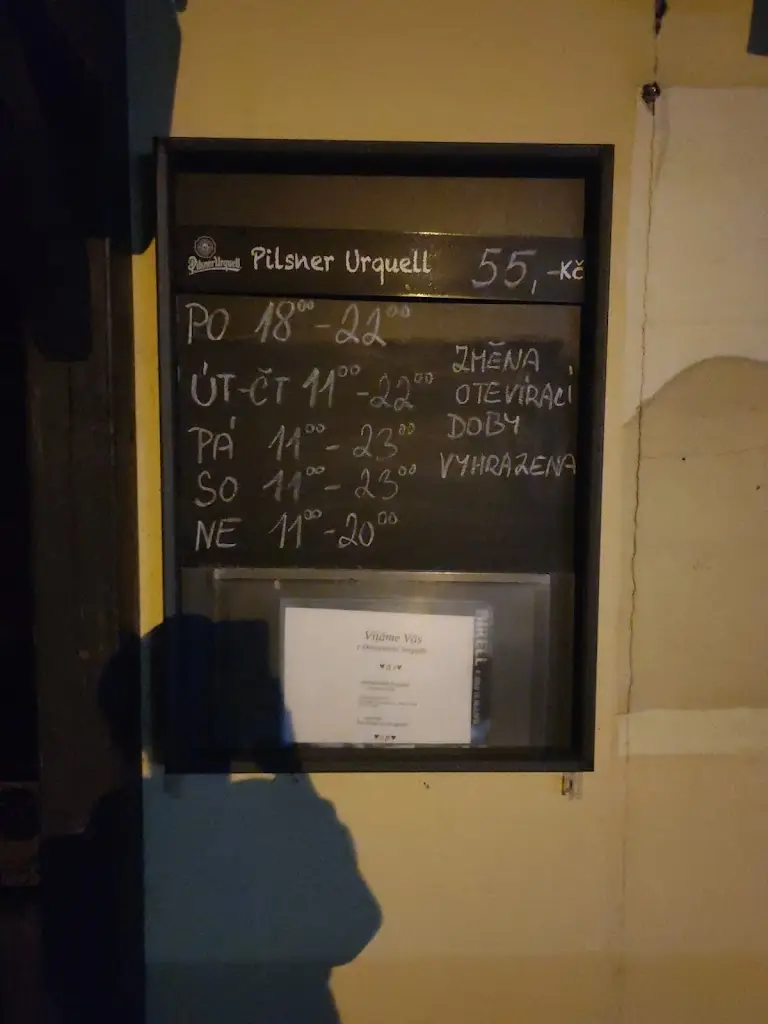 Pilsner Urquell
Pilsner Urquell 55,-Kč
PO 18⁰⁰-22⁰⁰
ÚT-ČT 11⁰⁰-22⁰⁰
PÁ 11⁰⁰-23⁰⁰
SO 11⁰⁰-23⁰⁰
NE 11⁰⁰-20⁰⁰
ZMĚNA
OTEVÍRACÍ
DOBY
VYHRAZENA
Vítáme Vás
BIRELL